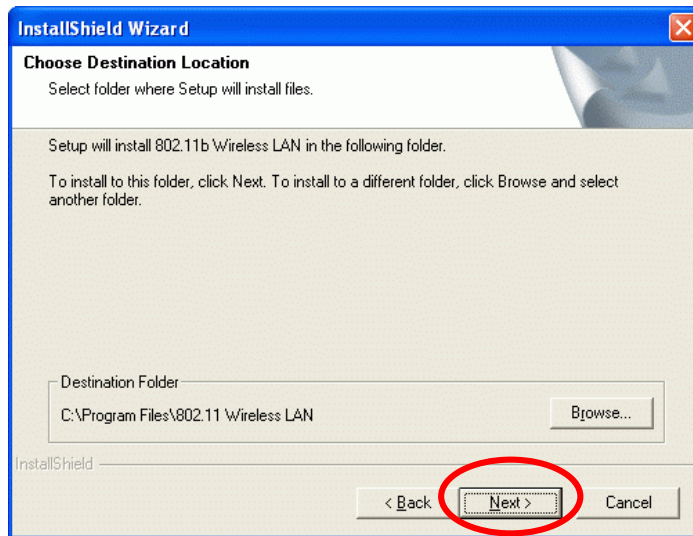 InstallShield Wizard
Choose Destination Location
Select folder where Setup will install files.
Setup will install 802.11b Wireless LAN in the following folder.
To install to this folder, click Next. To install to a different folder, click Browse and select
another folder.
Destination Folder
C:\Program Files\802.11 Wireless LAN
Browse...
InstallShield
< Back
Next >
Cancel